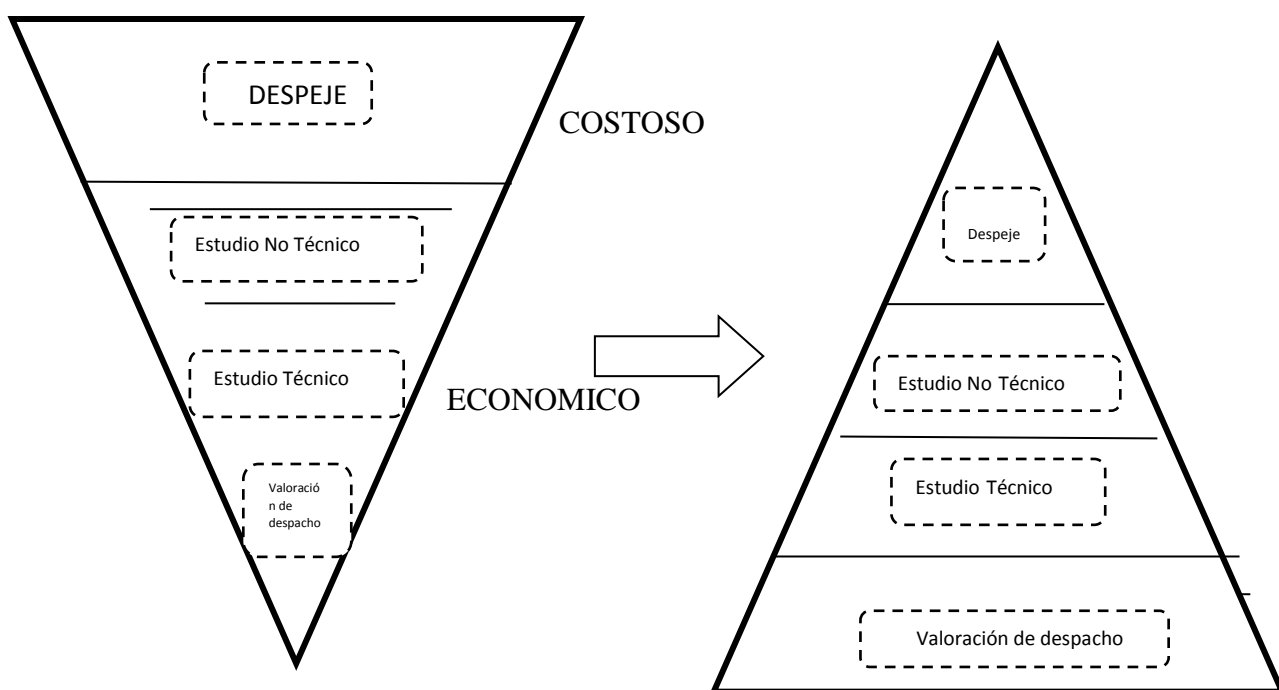 DESPEJE
COSTOSO
Estudio No Técnico
Estudio Técnico
ECONOMICO
Valoració
n de
despacho
Despeje
Estudio No Técnico
Estudio Técnico
Valoración de despacho